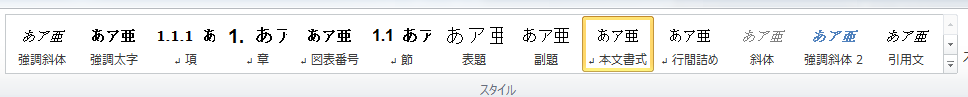 あア亜 あア亜 1.1.1 あ 1. あア あア亜 1.1 あア あア亜 あア亜 あア亜 あア亜 あア亜 あア亜 あア亜
強調斜体 強調太字 ↲ 項 ↲ 章 ↲ 図表番号 ↲ 節 表題 副題 ↲ 本文書式 ↲ 行間詰め 斜体 強調斜体 2 引用文
スタイル